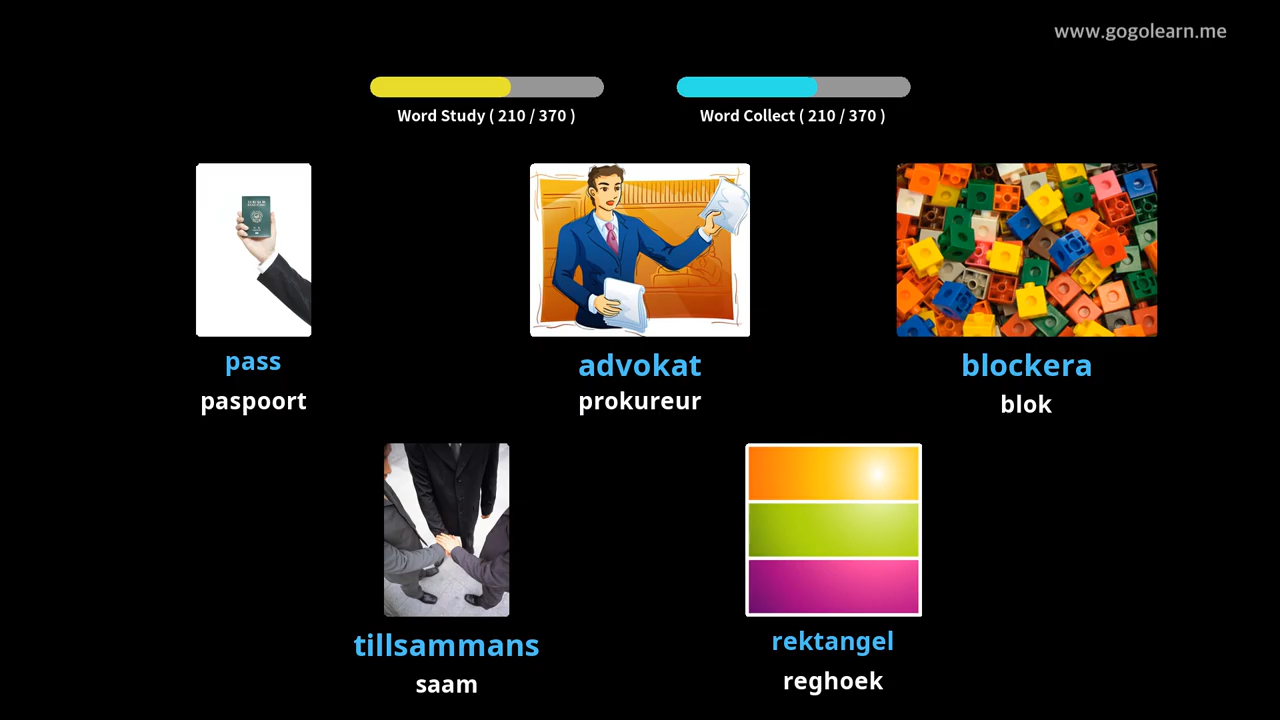 www.gogolearn.me
Word Study ( 210 / 370 )
Word Collect ( 210 / 370 )
pass
paspoort
advokat
prokureur
blockera
blok
tillsammans
saam
rektangel
reghoek